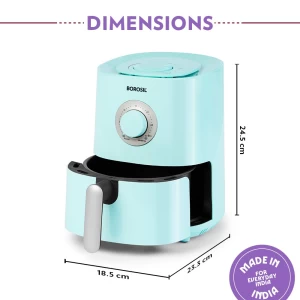 DIMENSIONS
BOROSIL
24.5 cm
18.5 cm
23.3 cm
MADE IN
FOR
EVERYDAY
INDIA
INDIA